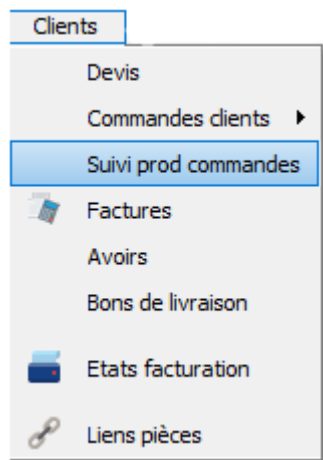 Clients
Devis
Commandes clients
Suivi prod commandes
Factures
Avoirs
Bons de livraison
Etats facturation
Liens pièces